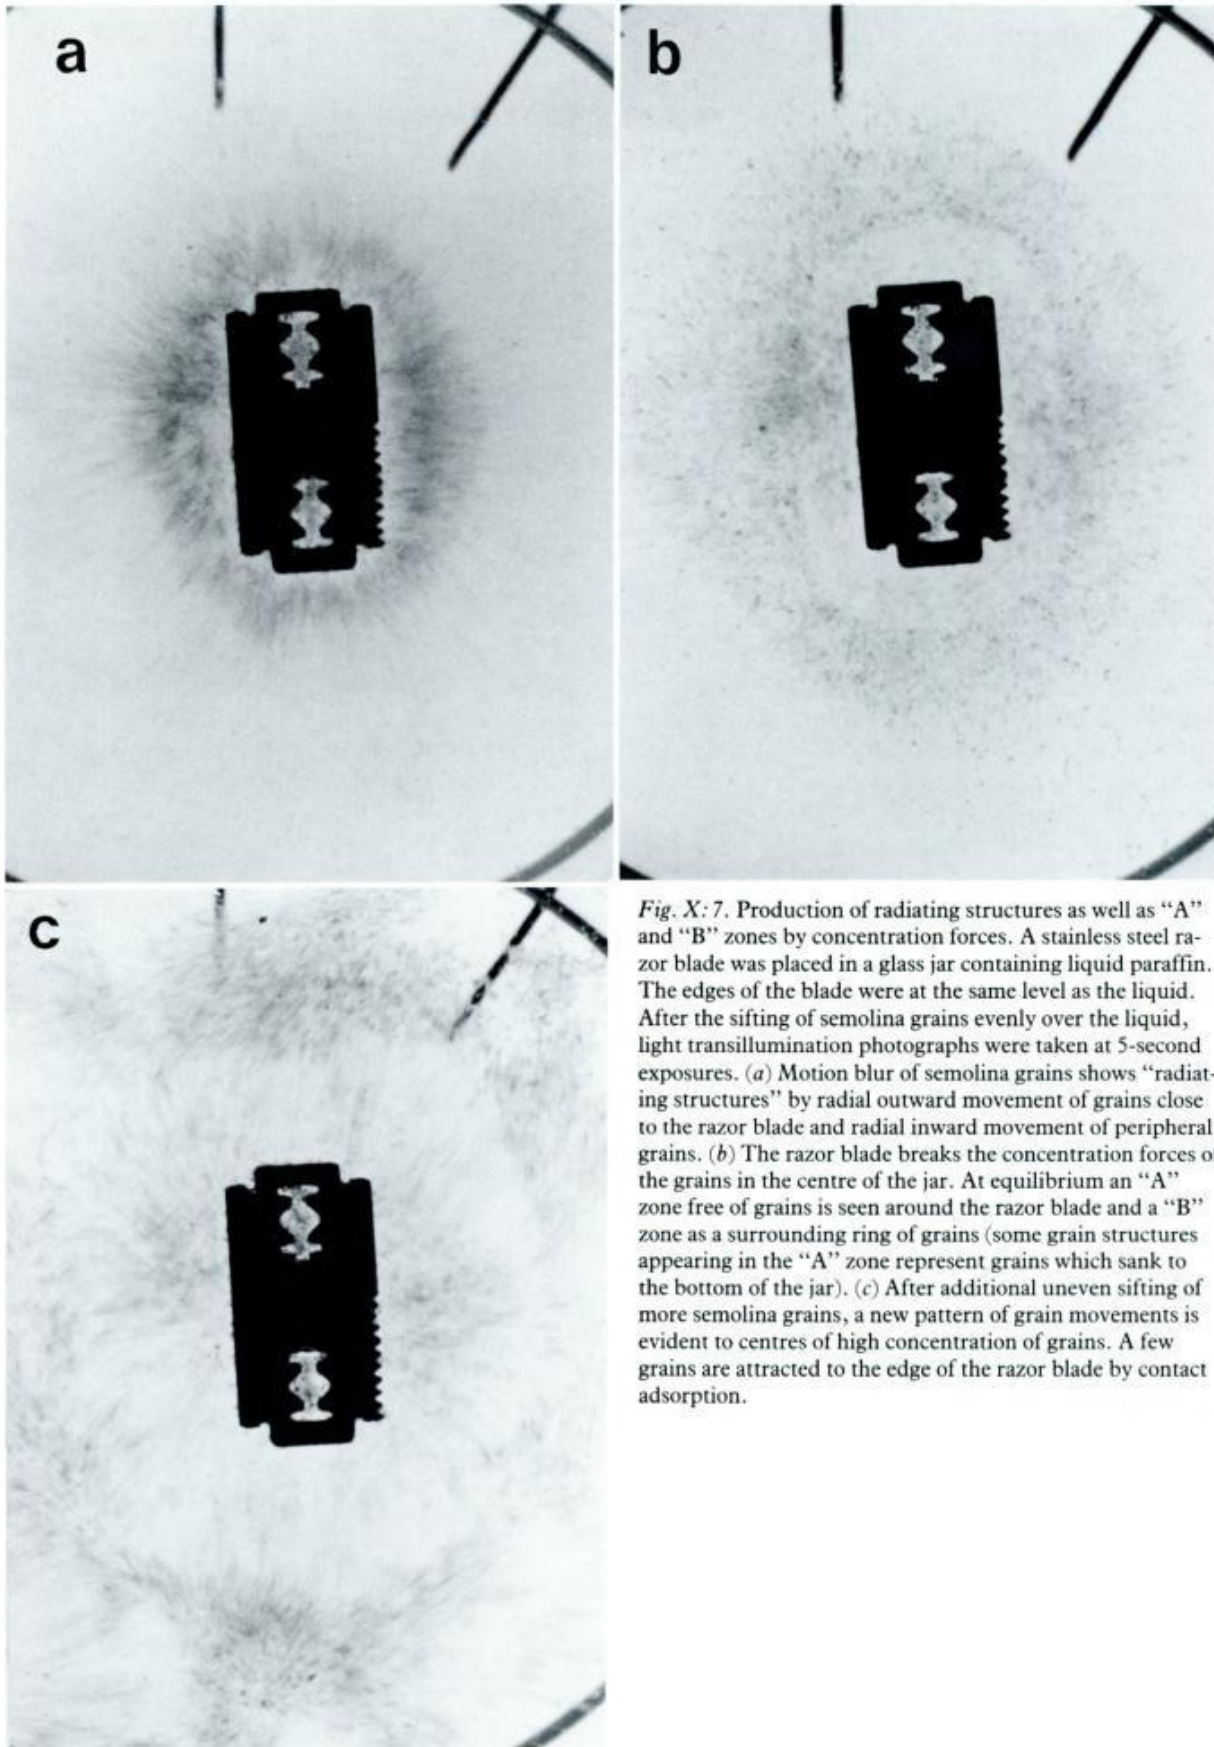 a
b
c
Fig. X:7. Production of radiating structures as well as “A”
and “B” zones by concentration forces. A stainless steel ra-
zor blade was placed in a glass jar containing liquid paraffin.
The edges of the blade were at the same level as the liquid.
After the sifting of semolina grains evenly over the liquid,
light transillumination photographs were taken at 5-second
exposures. (a) Motion blur of semolina grains shows “radiat-
ing structures” by radial outward movement of grains close
to the razor blade and radial inward movement of peripheral
grains. (b) The razor blade breaks the concentration forces o
the grains in the centre of the jar. At equilibrium an “A”
zone free of grains is seen around the razor blade and a “B”
zone as a surrounding ring of grains (some grain structures
appearing in the “A” zone represent grains which sank to
the bottom of the jar). (c) After additional uneven sifting of
more semolina grains, a new pattern of grain movements is
evident to centres of high concentration of grains. A few
grains are attracted to the edge of the razor blade by contact
adsorption.